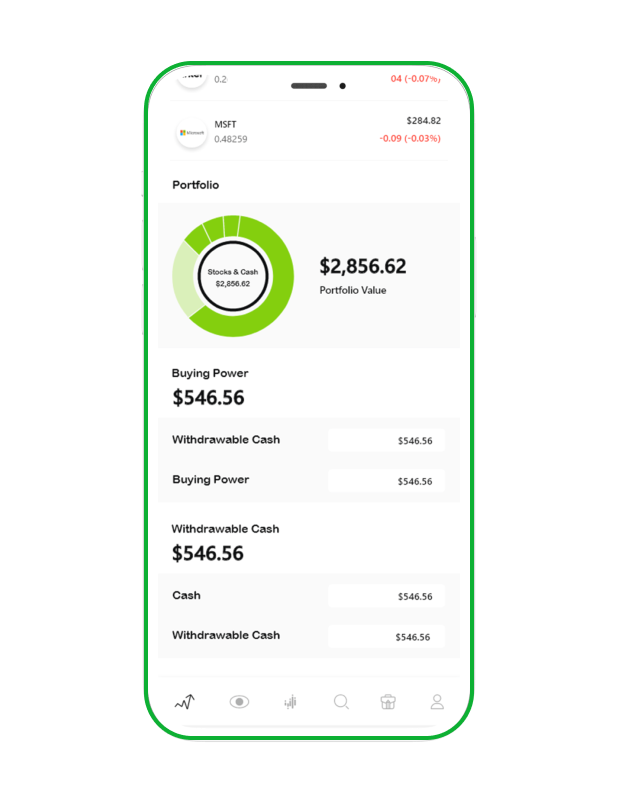 0.2
04 (-0.07%)
MSFT
$284.82
Microsoft
0.48259
-0.09 (-0.03%)
Portfolio
Stocks & Cash
$2,856.62
$2,856.62
Portfolio Value
Buying Power
$546.56
Withdrawable Cash
$546.56
Buying Power
$546.56
Withdrawable Cash
$546.56
Cash
$546.56
Withdrawable Cash
$546.56